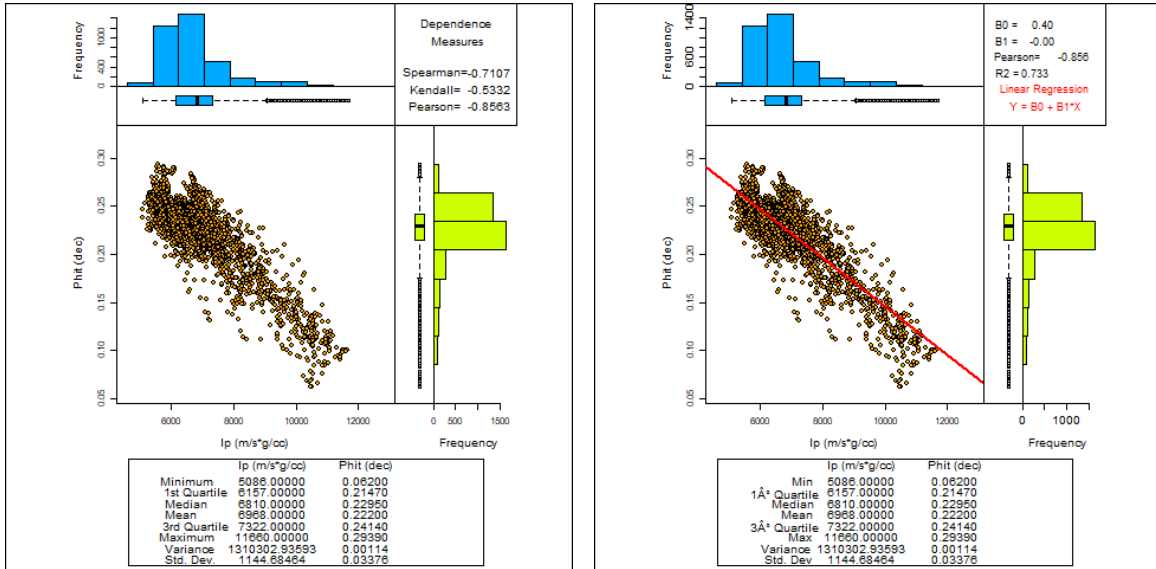 Frequency
0 400 1000
Dependence
Measures
Spearman=-0.7107
Kendall= -0.5332
Pearson= -0.8563
Phit (dec)
0.05 0.10 0.15 0.20 0.25 0.30
6000 8000 10000 12000
Ip (m/s*g/cc)
0 500 1500
Frequency
Ip (m/s*g/cc) Phit (dec)
Minimum 5086.00000 0.06200
1st Quartile 6157.00000 0.21470
Median 6810.00000 0.22950
Mean 6968.00000 0.22200
3rd Quartile 7322.00000 0.24140
Maximum 11660.00000 0.29390
Variance 1310302.93593 0.00114
Std. Dev. 1144.68464 0.03376
Frequency
0 600 1400
B0 = 0.40
B1 = -0.00
Pearson= -0.856
R2 = 0.733
Linear Regression
Y = B0 + B1*X
Phit (dec)
0.05 0.10 0.15 0.20 0.25 0.30
6000 8000 10000 12000
Ip (m/s*g/cc)
0 1000
Frequency
Ip (m/s*g/cc) Phit (dec)
Min 5086.00000 0.06200
1Â° Quartile 6157.00000 0.21470
Median 6810.00000 0.22950
Mean 6968.00000 0.22200
3Â° Quartile 7322.00000 0.24140
Max 11660.00000 0.29390
Variance 1310302.93593 0.00114
Std. Dev 1144.68464 0.03376